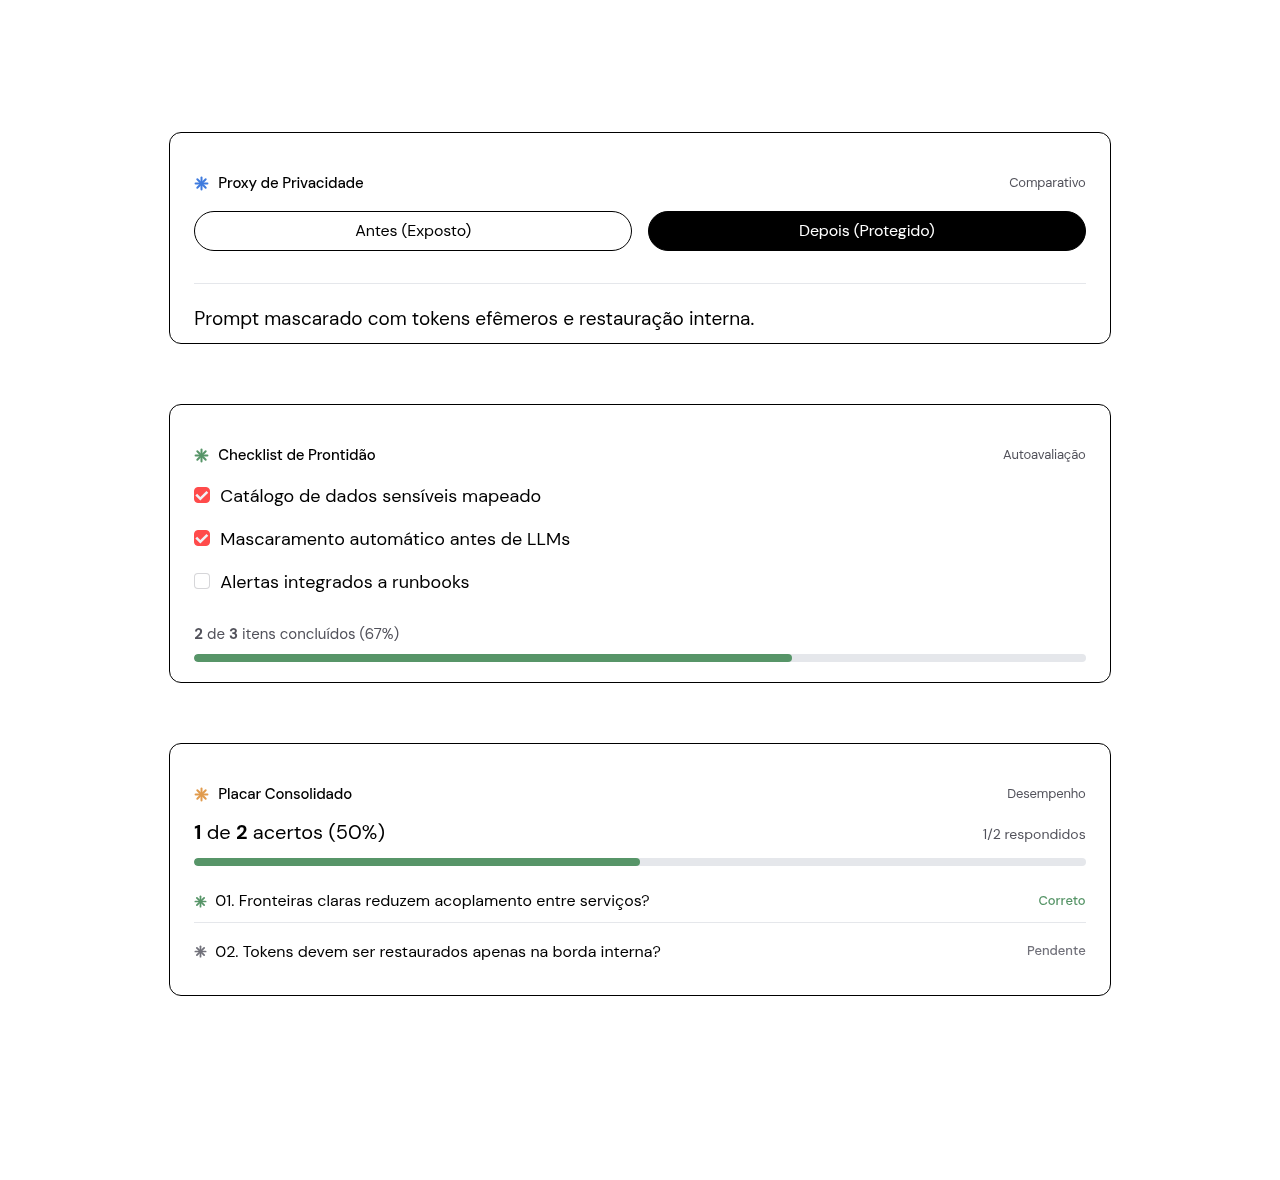 Proxy de Privacidade Comparativo
Antes (Exposto) Depois (Protegido)
Prompt mascarado com tokens efêmeros e restauração interna.
Checklist de Prontidão Autoavaliação
Catálogo de dados sensíveis mapeado
Mascaramento automático antes de LLMs
Alertas integrados a runbooks
2 de 3 itens concluídos (67%)
Placar Consolidado Desempenho
1 de 2 acertos (50%) 1/2 respondidos
01. Fronteiras claras reduzem acoplamento entre serviços? Correto
02. Tokens devem ser restaurados apenas na borda interna? Pendente